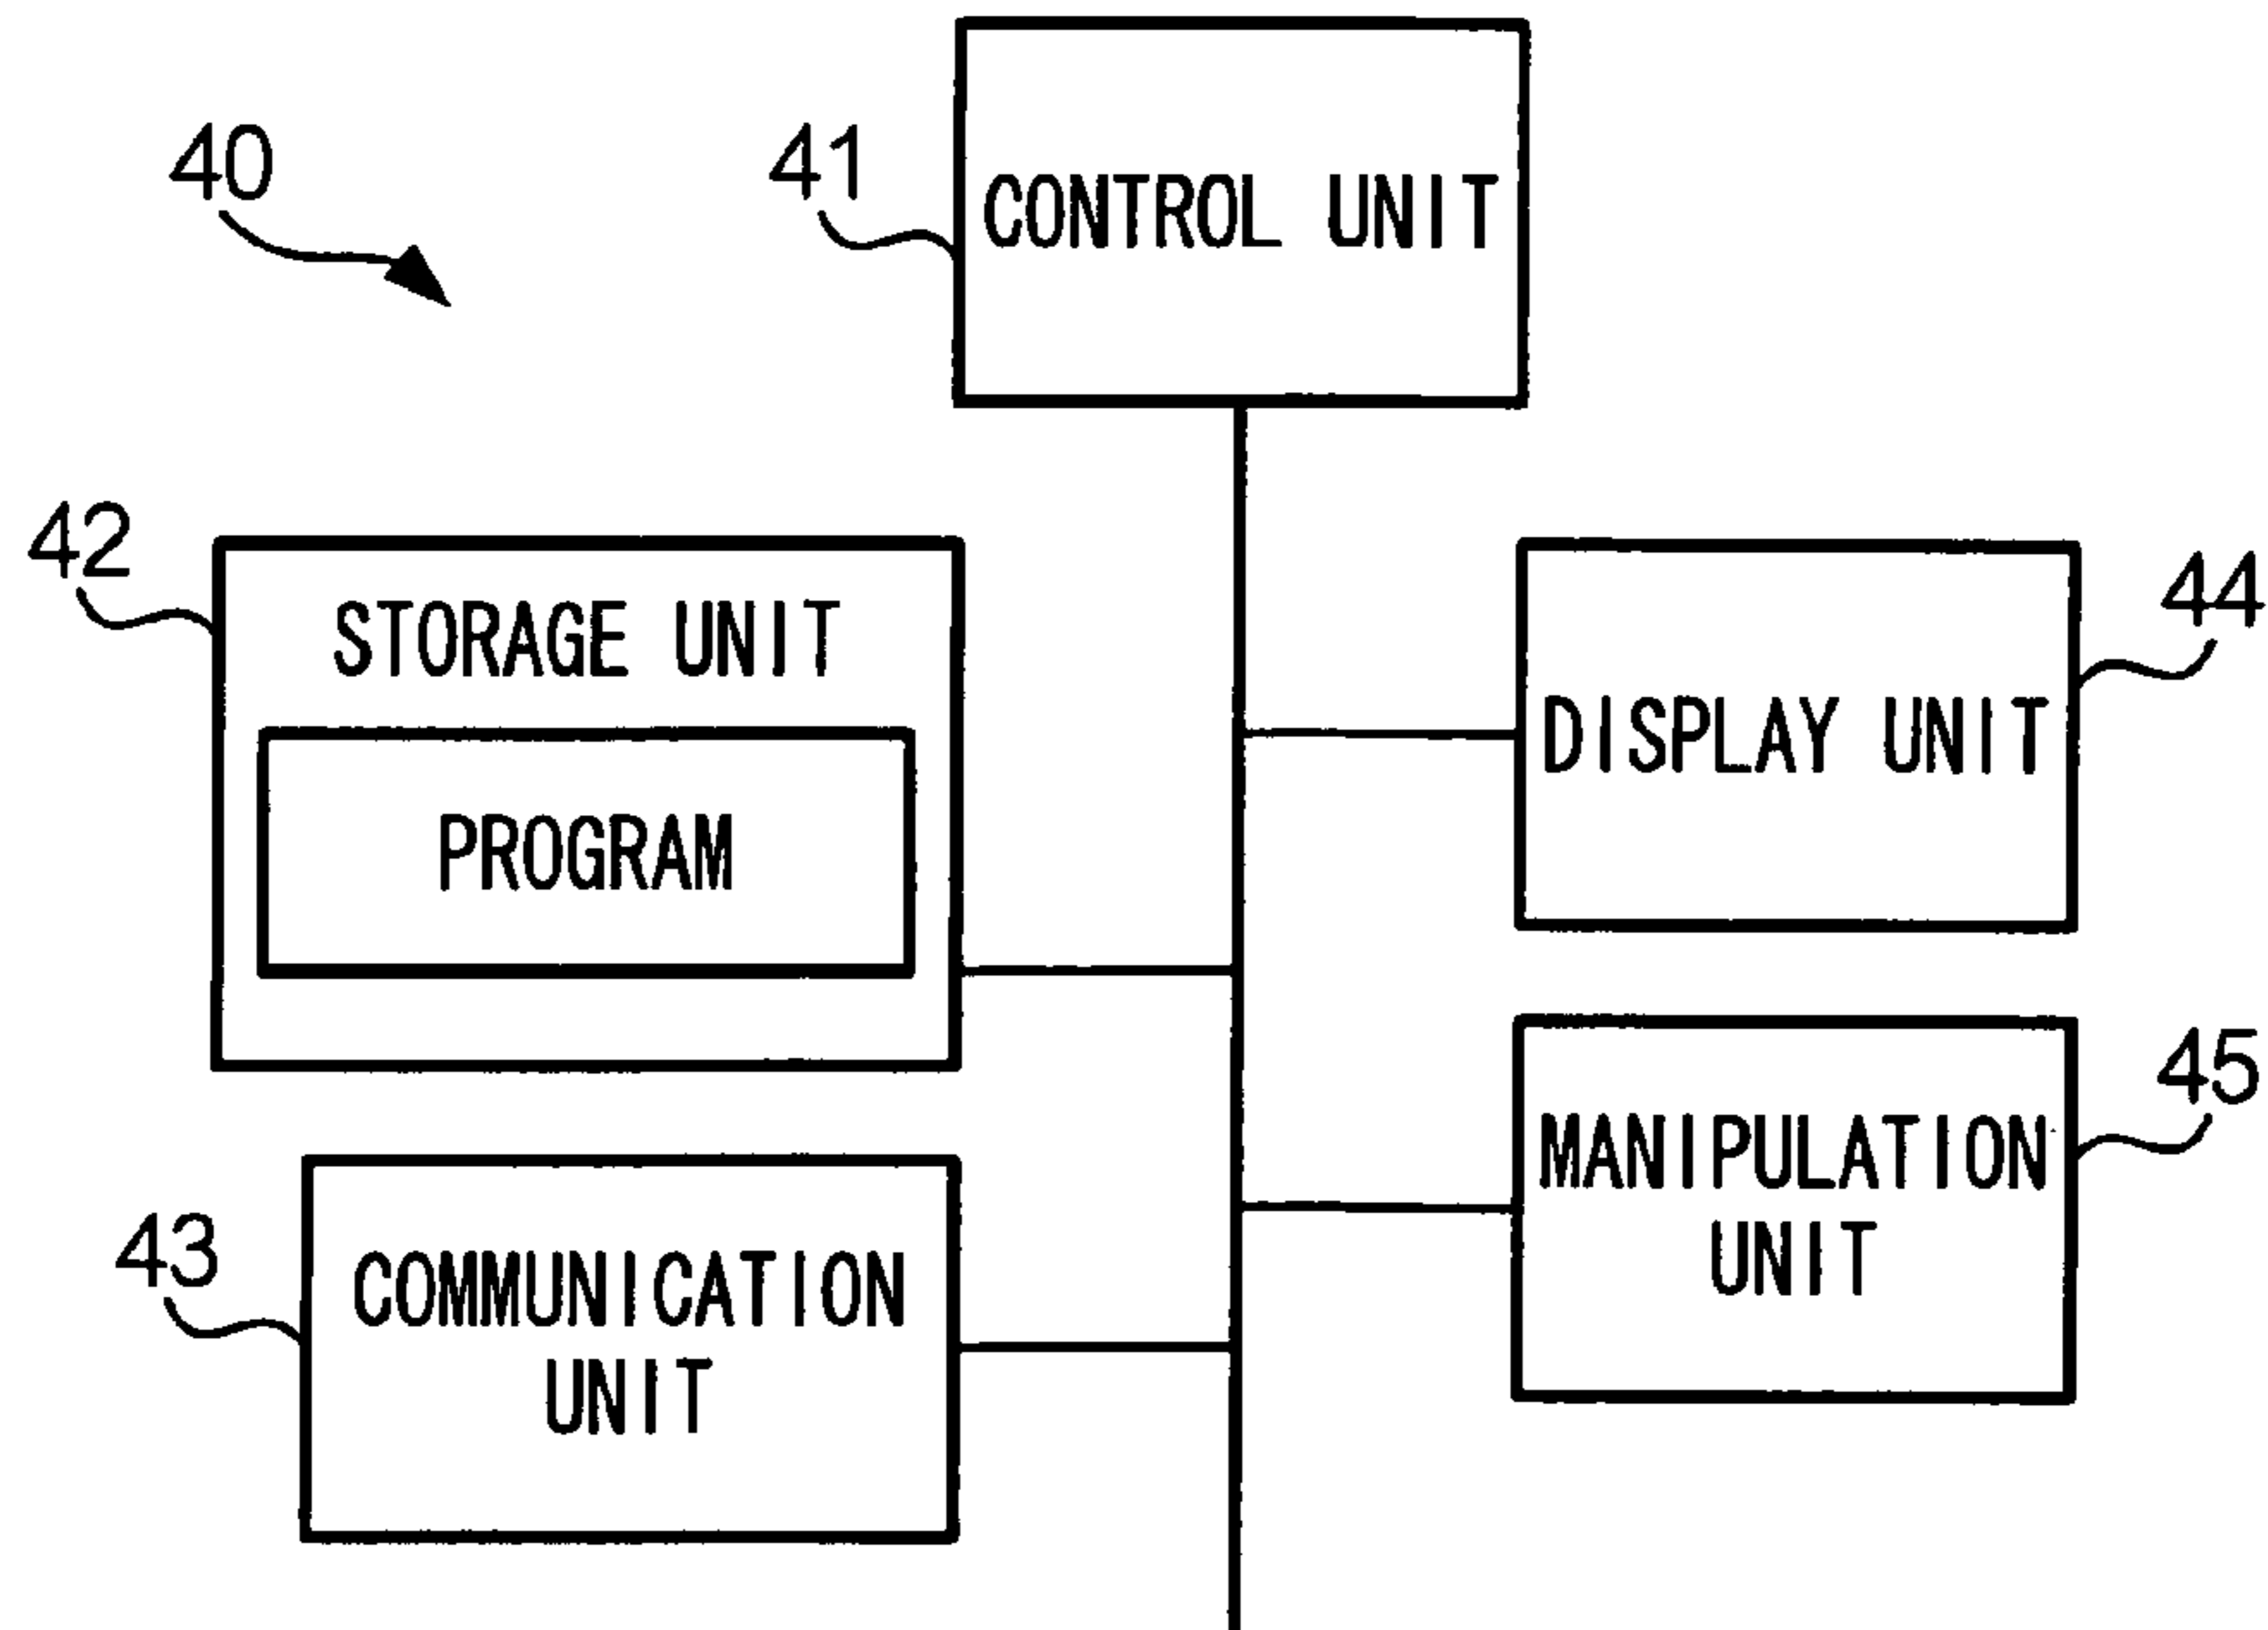 40
41
CONTROL UNIT
42
STORAGE UNIT
PROGRAM
44
DISPLAY UNIT
43
COMMUNICATION
UNIT
45
MANIPULATION
UNIT